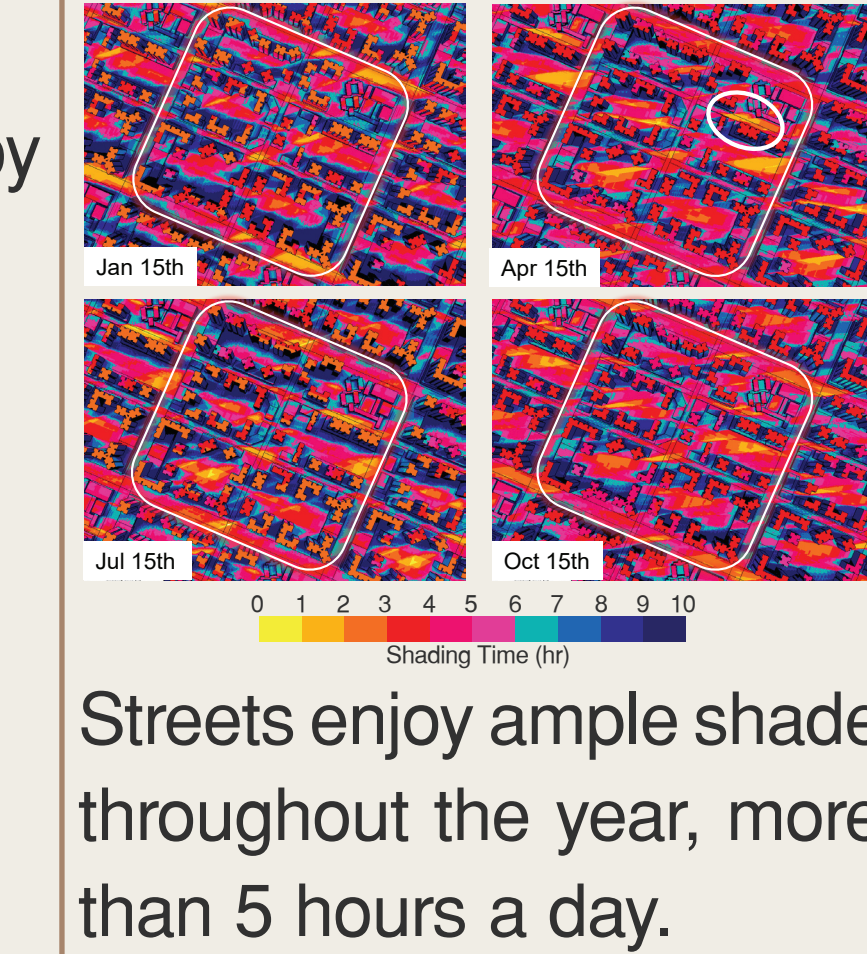 py
Jan 15th
Apr 15th
Jul 15th
Oct 15th
0 1 2 3 4 5 6 7 8 9 10
Shading Time (hr)
Streets enjoy ample shade
throughout the year, more
than 5 hours a day.